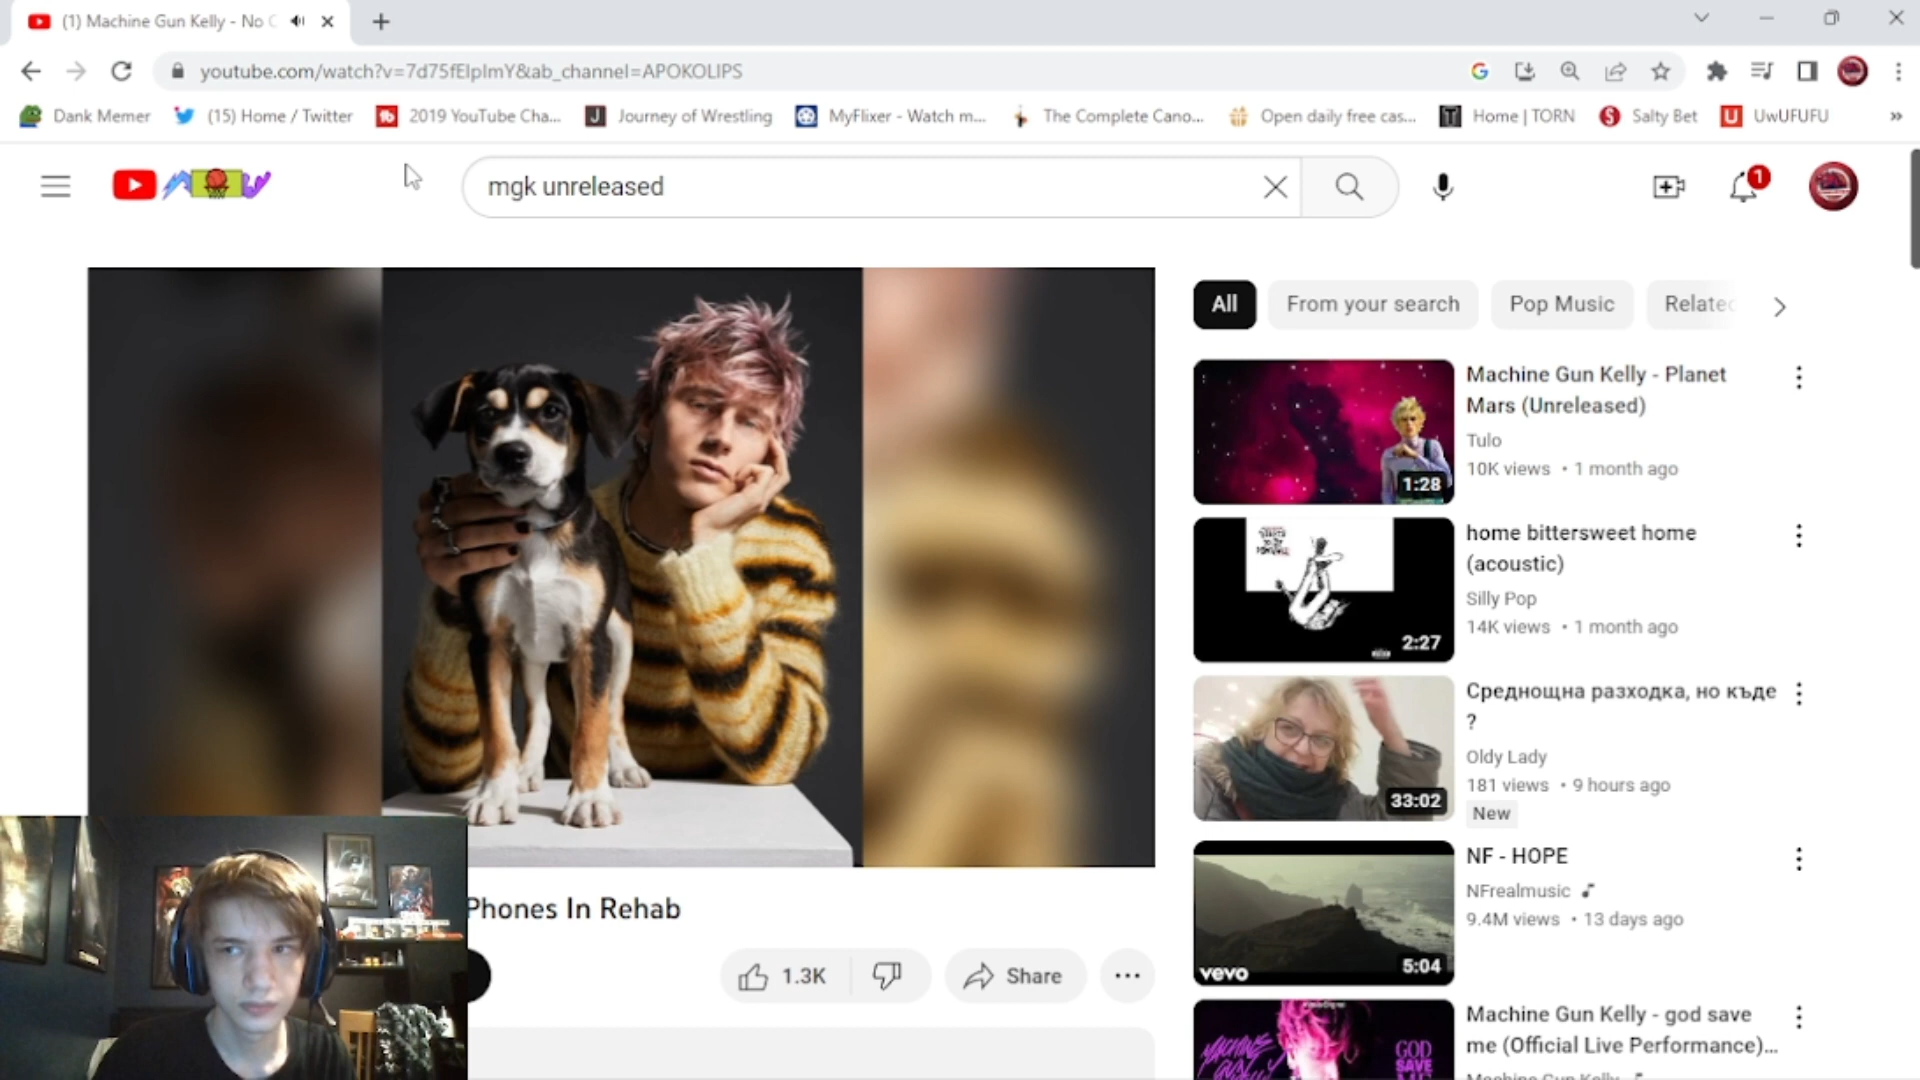 (1) Machine Gun Kelly - No
youtube.com/watch?v=7d75fElplmY&ab_channel=APOKOLIPS
Dank Memer
(15) Home / Twitter
2019 YouTube Cha...
Journey of Wrestling
MyFlixer - Watch m...
The Complete Cano...
Open daily free cas...
Home | TORN
Salty Bet
UwUFUFU
mgk unreleased
1
All
From your search
Pop Music
Related
Machine Gun Kelly - Planet
Mars (Unreleased)
Tulo
10K views • 1 month ago
1:28
home bittersweet home
(acoustic)
Silly Pop
14K views • 1 month ago
2:27
Среднощна разходка, но къде
?
Oldy Lady
181 views • 9 hours ago
New
33:02
NF - HOPE
NFrealmusic
9.4M views • 13 days ago
vevo
5:04
Machine Gun Kelly - god save
me (Official Live Performance)...
Machine Gun Kelly
GOD
SAVE
Phones In Rehab
1.3K
Share